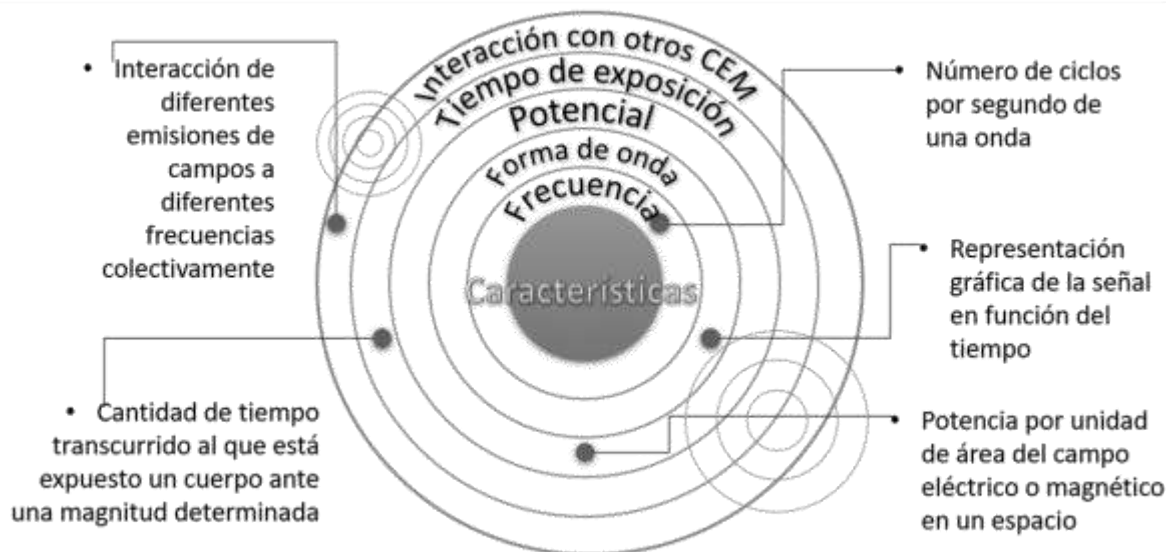 Interacción con otros CEM
Tiempo de exposición
Potencial
Forma de onda
Frecuencia
Características
• Interacción de
diferentes
emisiones de
campos a
diferentes
frecuencias
colectivamente
• Cantidad de tiempo
transcurrido al que está
expuesto un cuerpo ante
una magnitud determinada
• Número de ciclos
por segundo de
una onda
• Representación
gráfica de la señal
en función del
tiempo
• Potencia por unidad
de área del campo
eléctrico o magnético
en un espacio